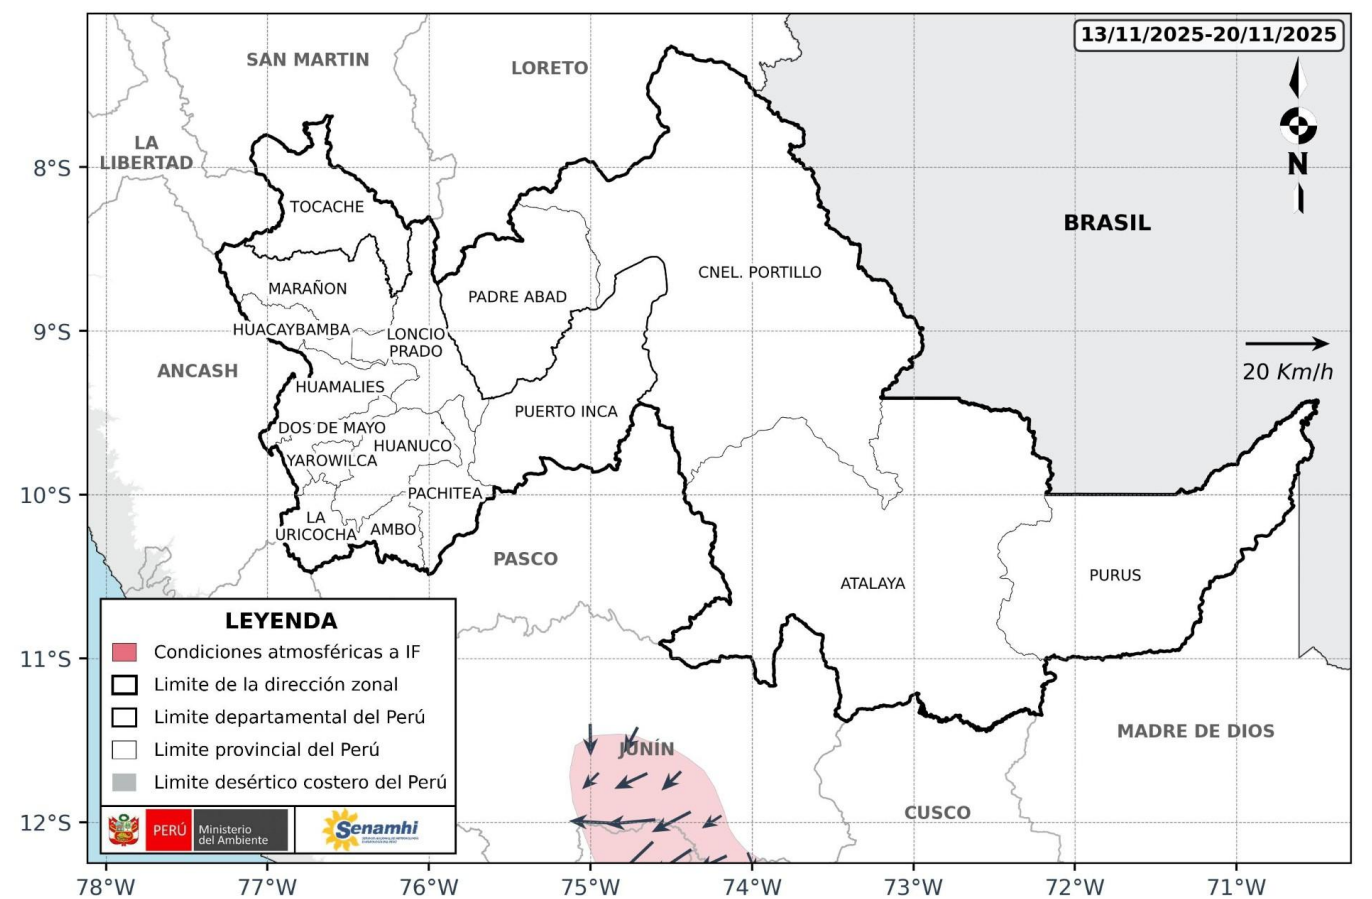 13/11/2025-20/11/2025
SAN MARTIN
LORETO
LA
LIBERTAD
N
8°S
TOCACHE
BRASIL
CNEL. PORTILLO
MARAÑON
PADRE ABAD
9°S
HUACAYBAMBA
LONCIO
PRADO
20 Km/h
ANCASH
HUAMALIES
PUERTO INCA
DOS DE MAYO
HUANUCO
YAROWILCA
10°S
PACHITEA
LA
URICOCHA
AMBO
PASCO
ATALAYA
PURUS
LEYENDA
Condiciones atmosféricas a IF
11°S
Limite de la dirección zonal
Limite departamental del Perú
Limite provincial del Perú
Limite desértico costero del Perú
JUNÍN
MADRE DE DIOS
CUSCO
12°S
PERÚ
Ministerio
del Ambiente
Senamhi
78°W
77°W
76°W
75°W
74°W
73°W
72°W
71°W